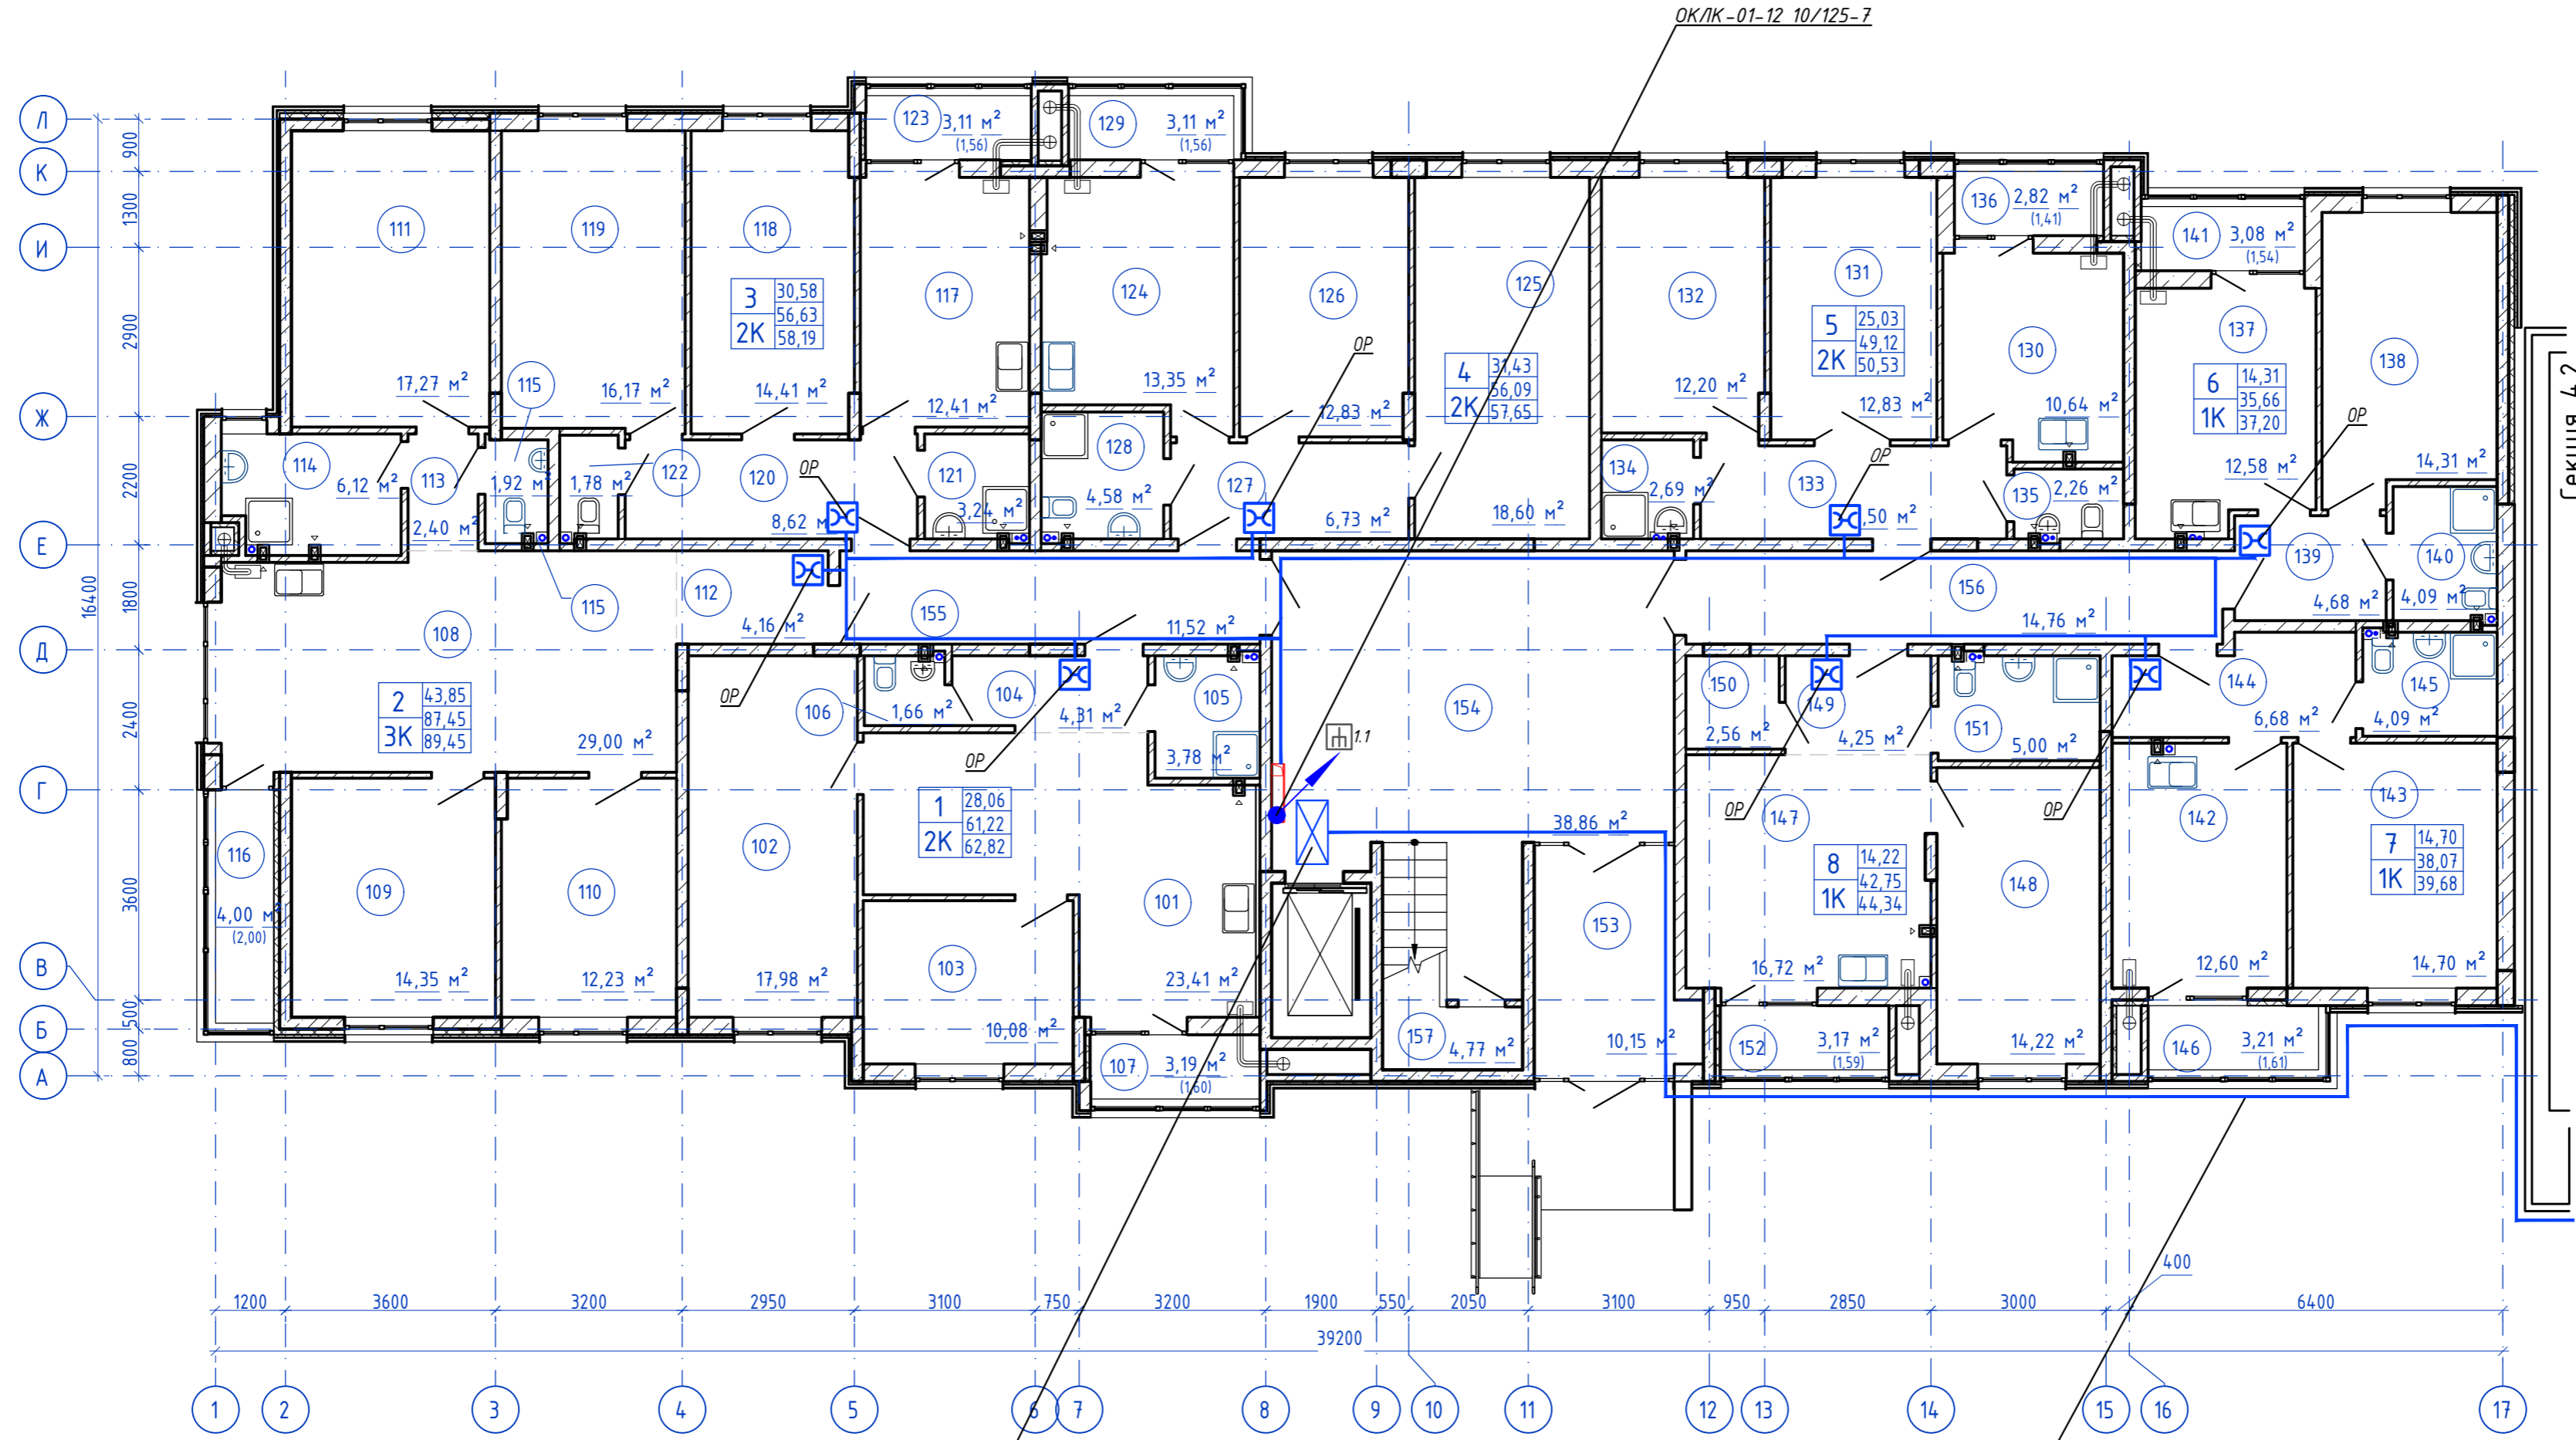 ОК/1К-01-12 10/125-7
Л
К
И
Ж
Е
Д
Г
В
Б
А
900
1300
2900
2200
1800
2400
3600
500
800
16400
123
3,11 м²
(1,56)
129
3,11 м²
(1,56)
136
2,82 м²
(1,41)
141
3,08 м²
(1,54)
111
17,27 м²
119
16,17 м²
118
14,41 м²
3
2К
30,58
56,63
58,19
117
12,41 м²
124
13,35 м²
126
12,83 м²
125
18,60 м²
4
2К
31,43
56,09
57,65
132
12,20 м²
131
12,83 м²
5
2К
25,03
49,12
50,53
130
10,64 м²
137
12,58 м²
6
1К
14,31
35,66
37,20
138
14,31 м²
Секція 4.2
114
6,12 м²
113
2,40 м²
115
1,92 м²
1,78 м²
122
120
8,62 м
ОР
121
3,24 м²
128
4,58 м²
127
6,73 м²
ОР
134
2,69 м²
133
,50 м²
ОР
135
2,26 м²
139
4,68 м²
ОР
140
4,09 м²
108
29,00 м²
115
112
4,16 м²
155
11,52 м²
156
14,76 м²
2
3К
43,85
87,45
89,45
ОР
106
1,66 м²
104
4,31 м²
ОР
105
3,78 м²
154
38,86 м²
1.1
150
2,56 м²
149
4,25 м²
ОР
151
5,00 м²
ОР
144
6,68 м²
145
4,09 м²
116
4,00 м²
(2,00)
109
14,35 м²
110
12,23 м²
102
17,98 м²
1
2К
28,06
61,22
62,82
103
10,08 м²
101
23,41 м²
107
3,19 м²
(1,60)
157
4,77 м²
153
10,15 м²
147
16,72 м²
8
1К
14,22
42,75
44,34
148
14,22 м²
142
12,60 м²
143
14,70 м²
7
1К
14,70
38,07
39,68
152
3,17 м²
(1,59)
146
3,21 м²
(1,61)
400
1200
3600
3200
2950
3100
750
3200
1900
550
2050
3100
950
2850
3000
6400
39200
1
2
3
4
5
6
7
8
9
10
11
12
13
14
15
16
17